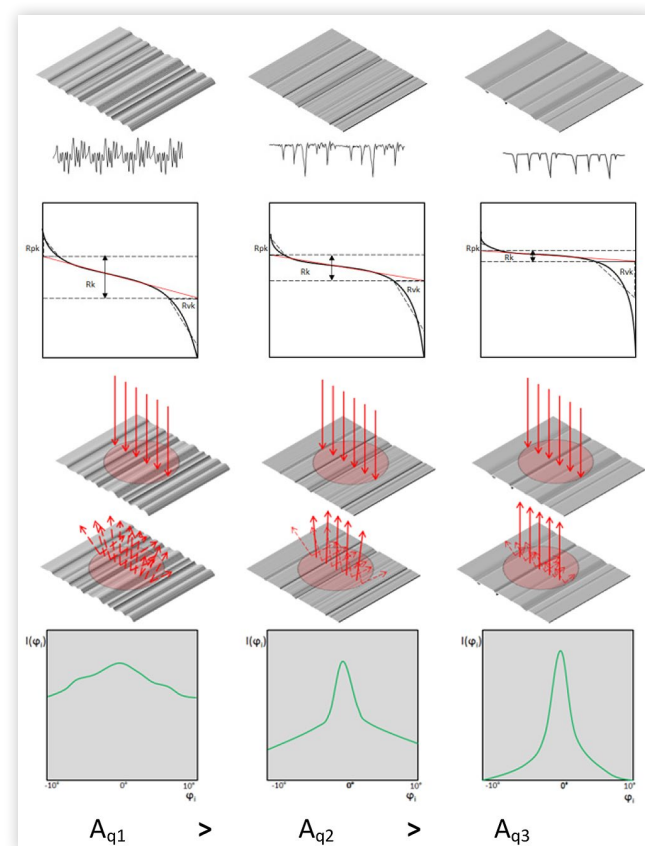 Rpk
Rk
Rvk
Rpk
Rk
Rvk
Rpk
Rk
Rvk
I(φᵢ)
-10° 0° 10°
φᵢ
I(φᵢ)
-10° 0° 10°
φᵢ
I(φᵢ)
-10° 0° 10°
φᵢ
Aq1 > Aq2 > Aq3